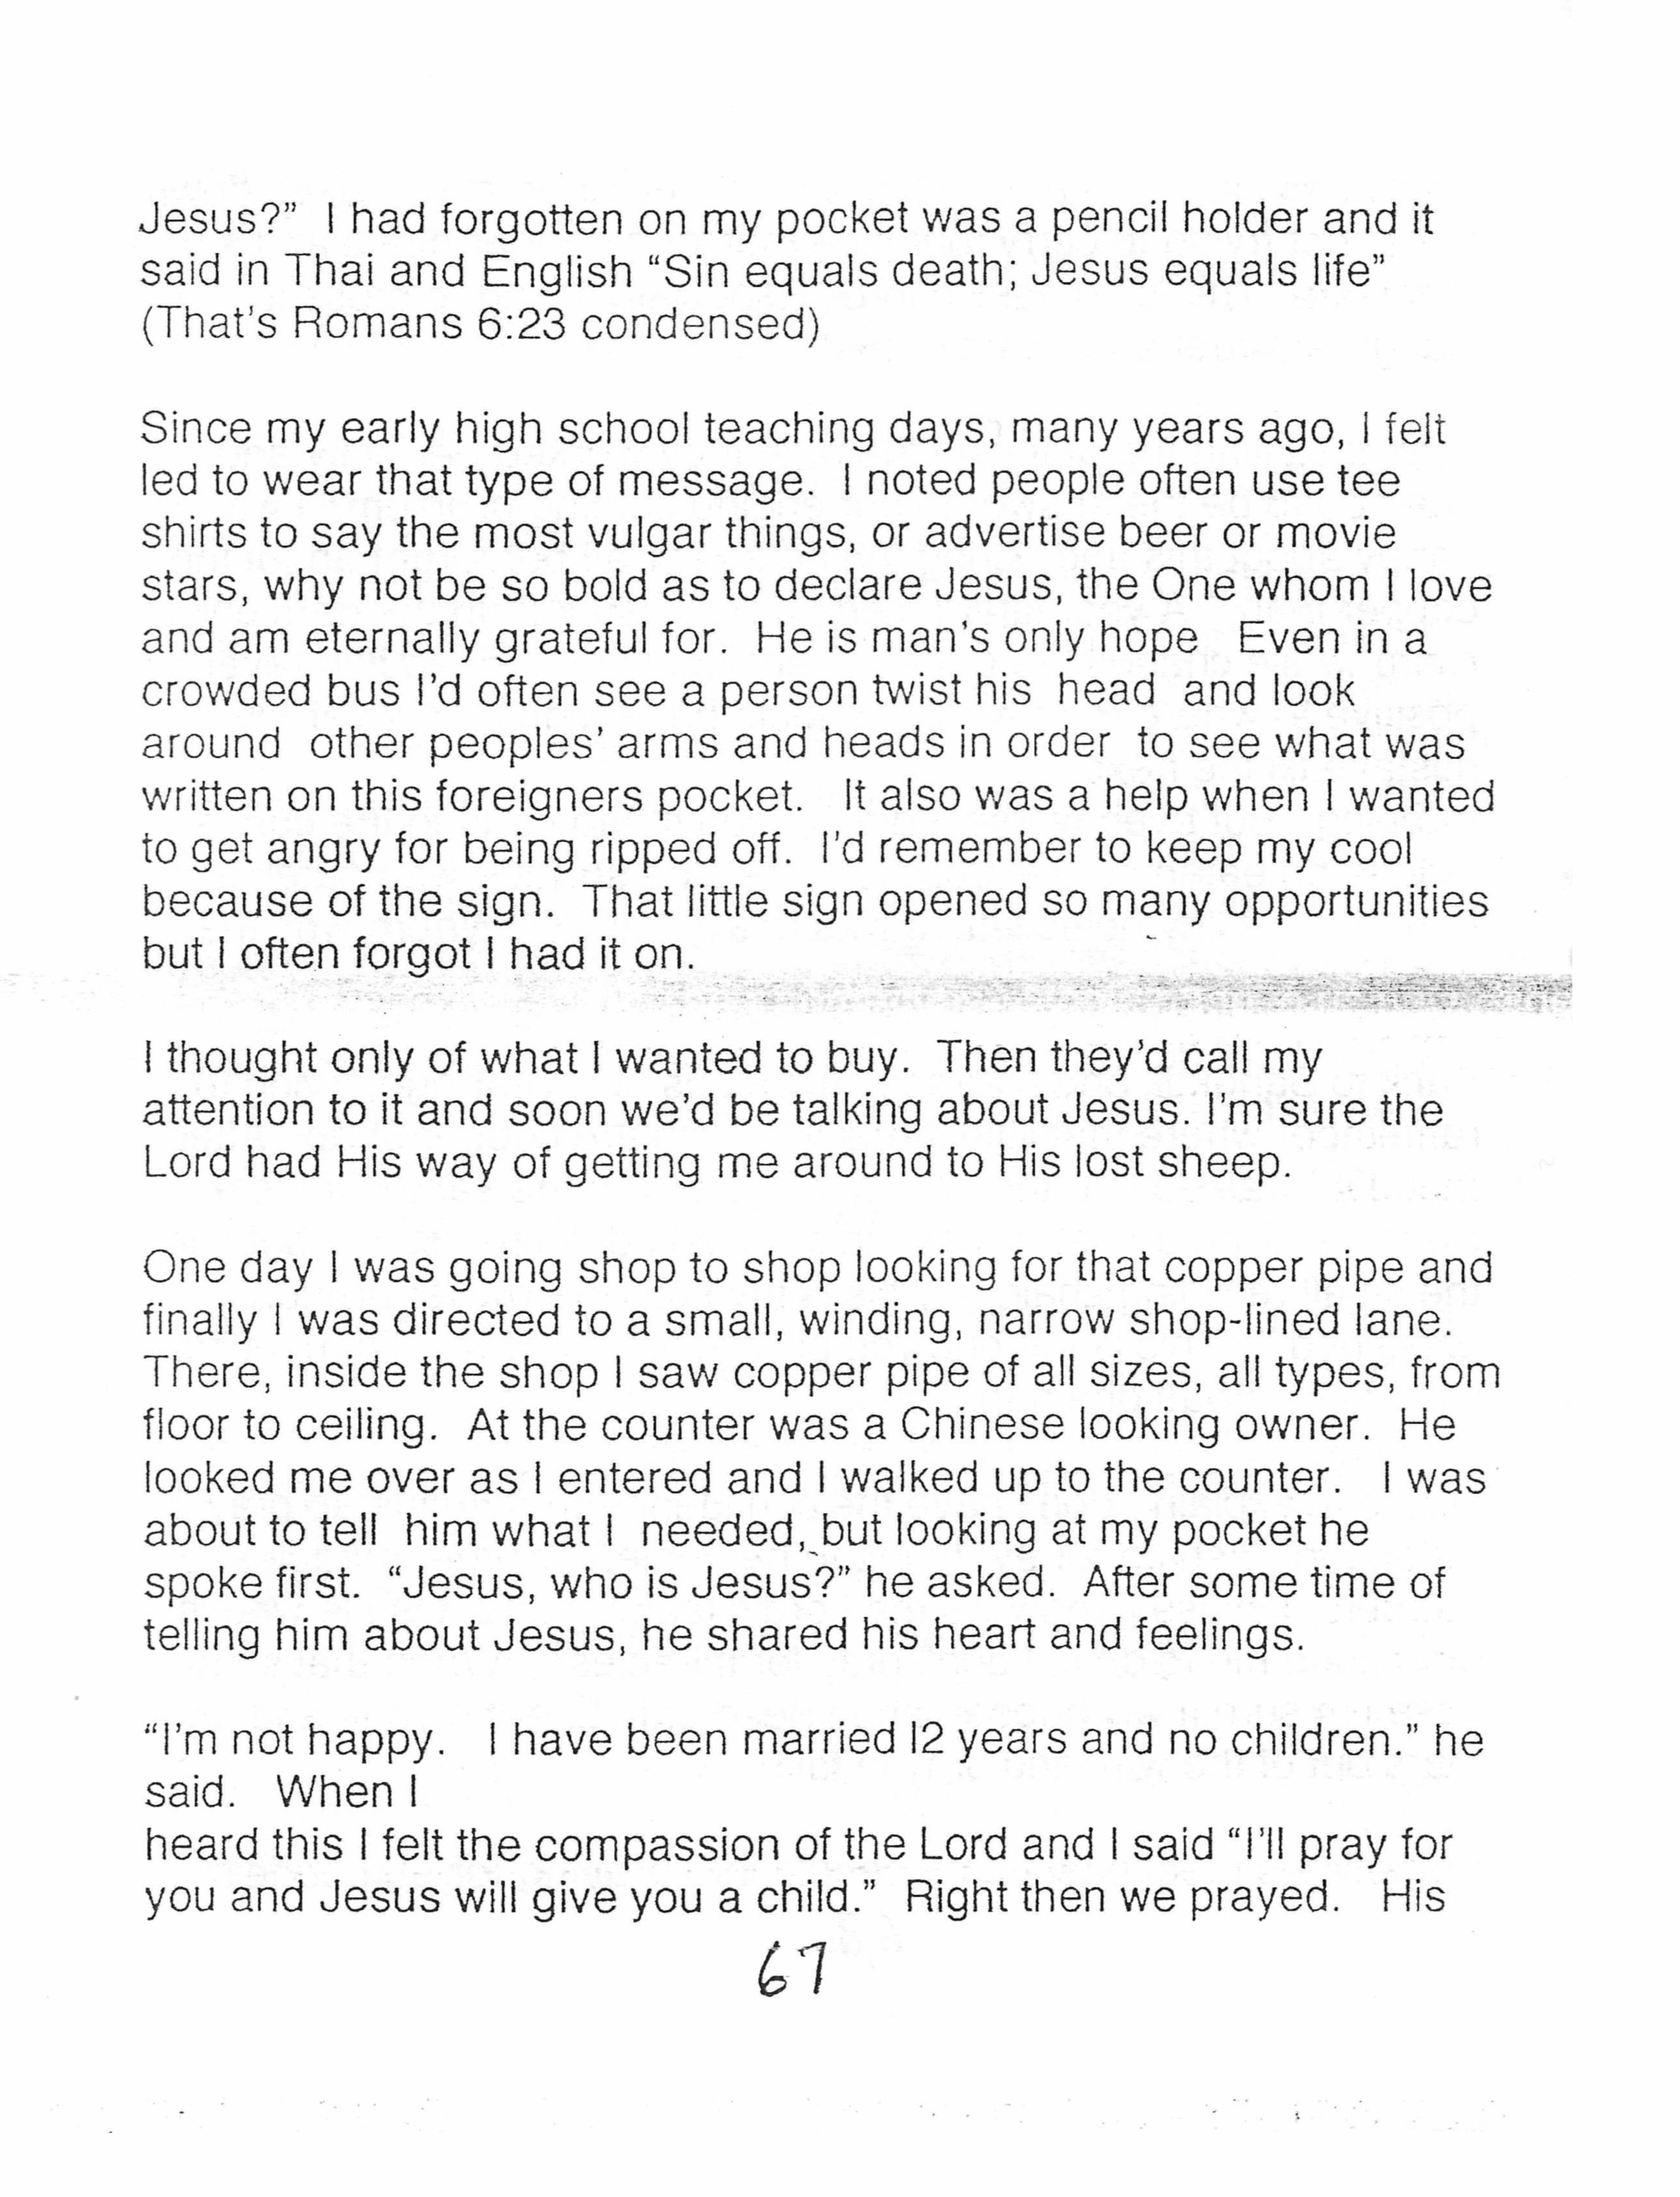 Jesus?”  I had forgotten on my pocket was a pencil holder and it
said in Thai and English “Sin equals death; Jesus equals life”
(That’s Romans 6:23 condensed)

Since my early high school teaching days, many years ago, I felt
led to wear that type of message.  I noted people often use tee
shirts to say the most vulgar things, or advertise beer or movie
stars, why not be so bold as to declare Jesus, the One whom I love
and am eternally grateful for.  He is man's only hope   Even in a
crowded bus I’d often see a person twist his  head  and look
around  other peoples’ arms and heads in order  to see what was
written on this foreigners pocket.   It also was a help when I wanted
to get angry for being ripped off.  I’d remember to keep my cool
because of the sign.  That little sign opened so many opportunities
but I often forgot I had it on.

I thought only of what I wanted to buy.  Then they’d call my
attention to it and soon we’d be talking about Jesus. I’m sure the
Lord had His way of getting me around to His lost sheep.

One day I was going shop to shop looking for that copper pipe and
finally I was directed to a small, winding, narrow shop-lined lane.
There, inside the shop I saw copper pipe of all sizes, all types, from
floor to ceiling.  At the counter was a Chinese looking owner.  He
looked me over as I entered and I walked up to the counter.   I was
about to tell  him what I  needed, but looking at my pocket he
spoke first.  “Jesus, who is Jesus?” he asked.  After some time of
telling him about Jesus, he shared his heart and feelings.

“I’m not happy.   I have been married l2 years and no children.” he
said.   When I
heard this I felt the compassion of the Lord and I said “I’ll pray for
you and Jesus will give you a child.”  Right then we prayed.   His
67